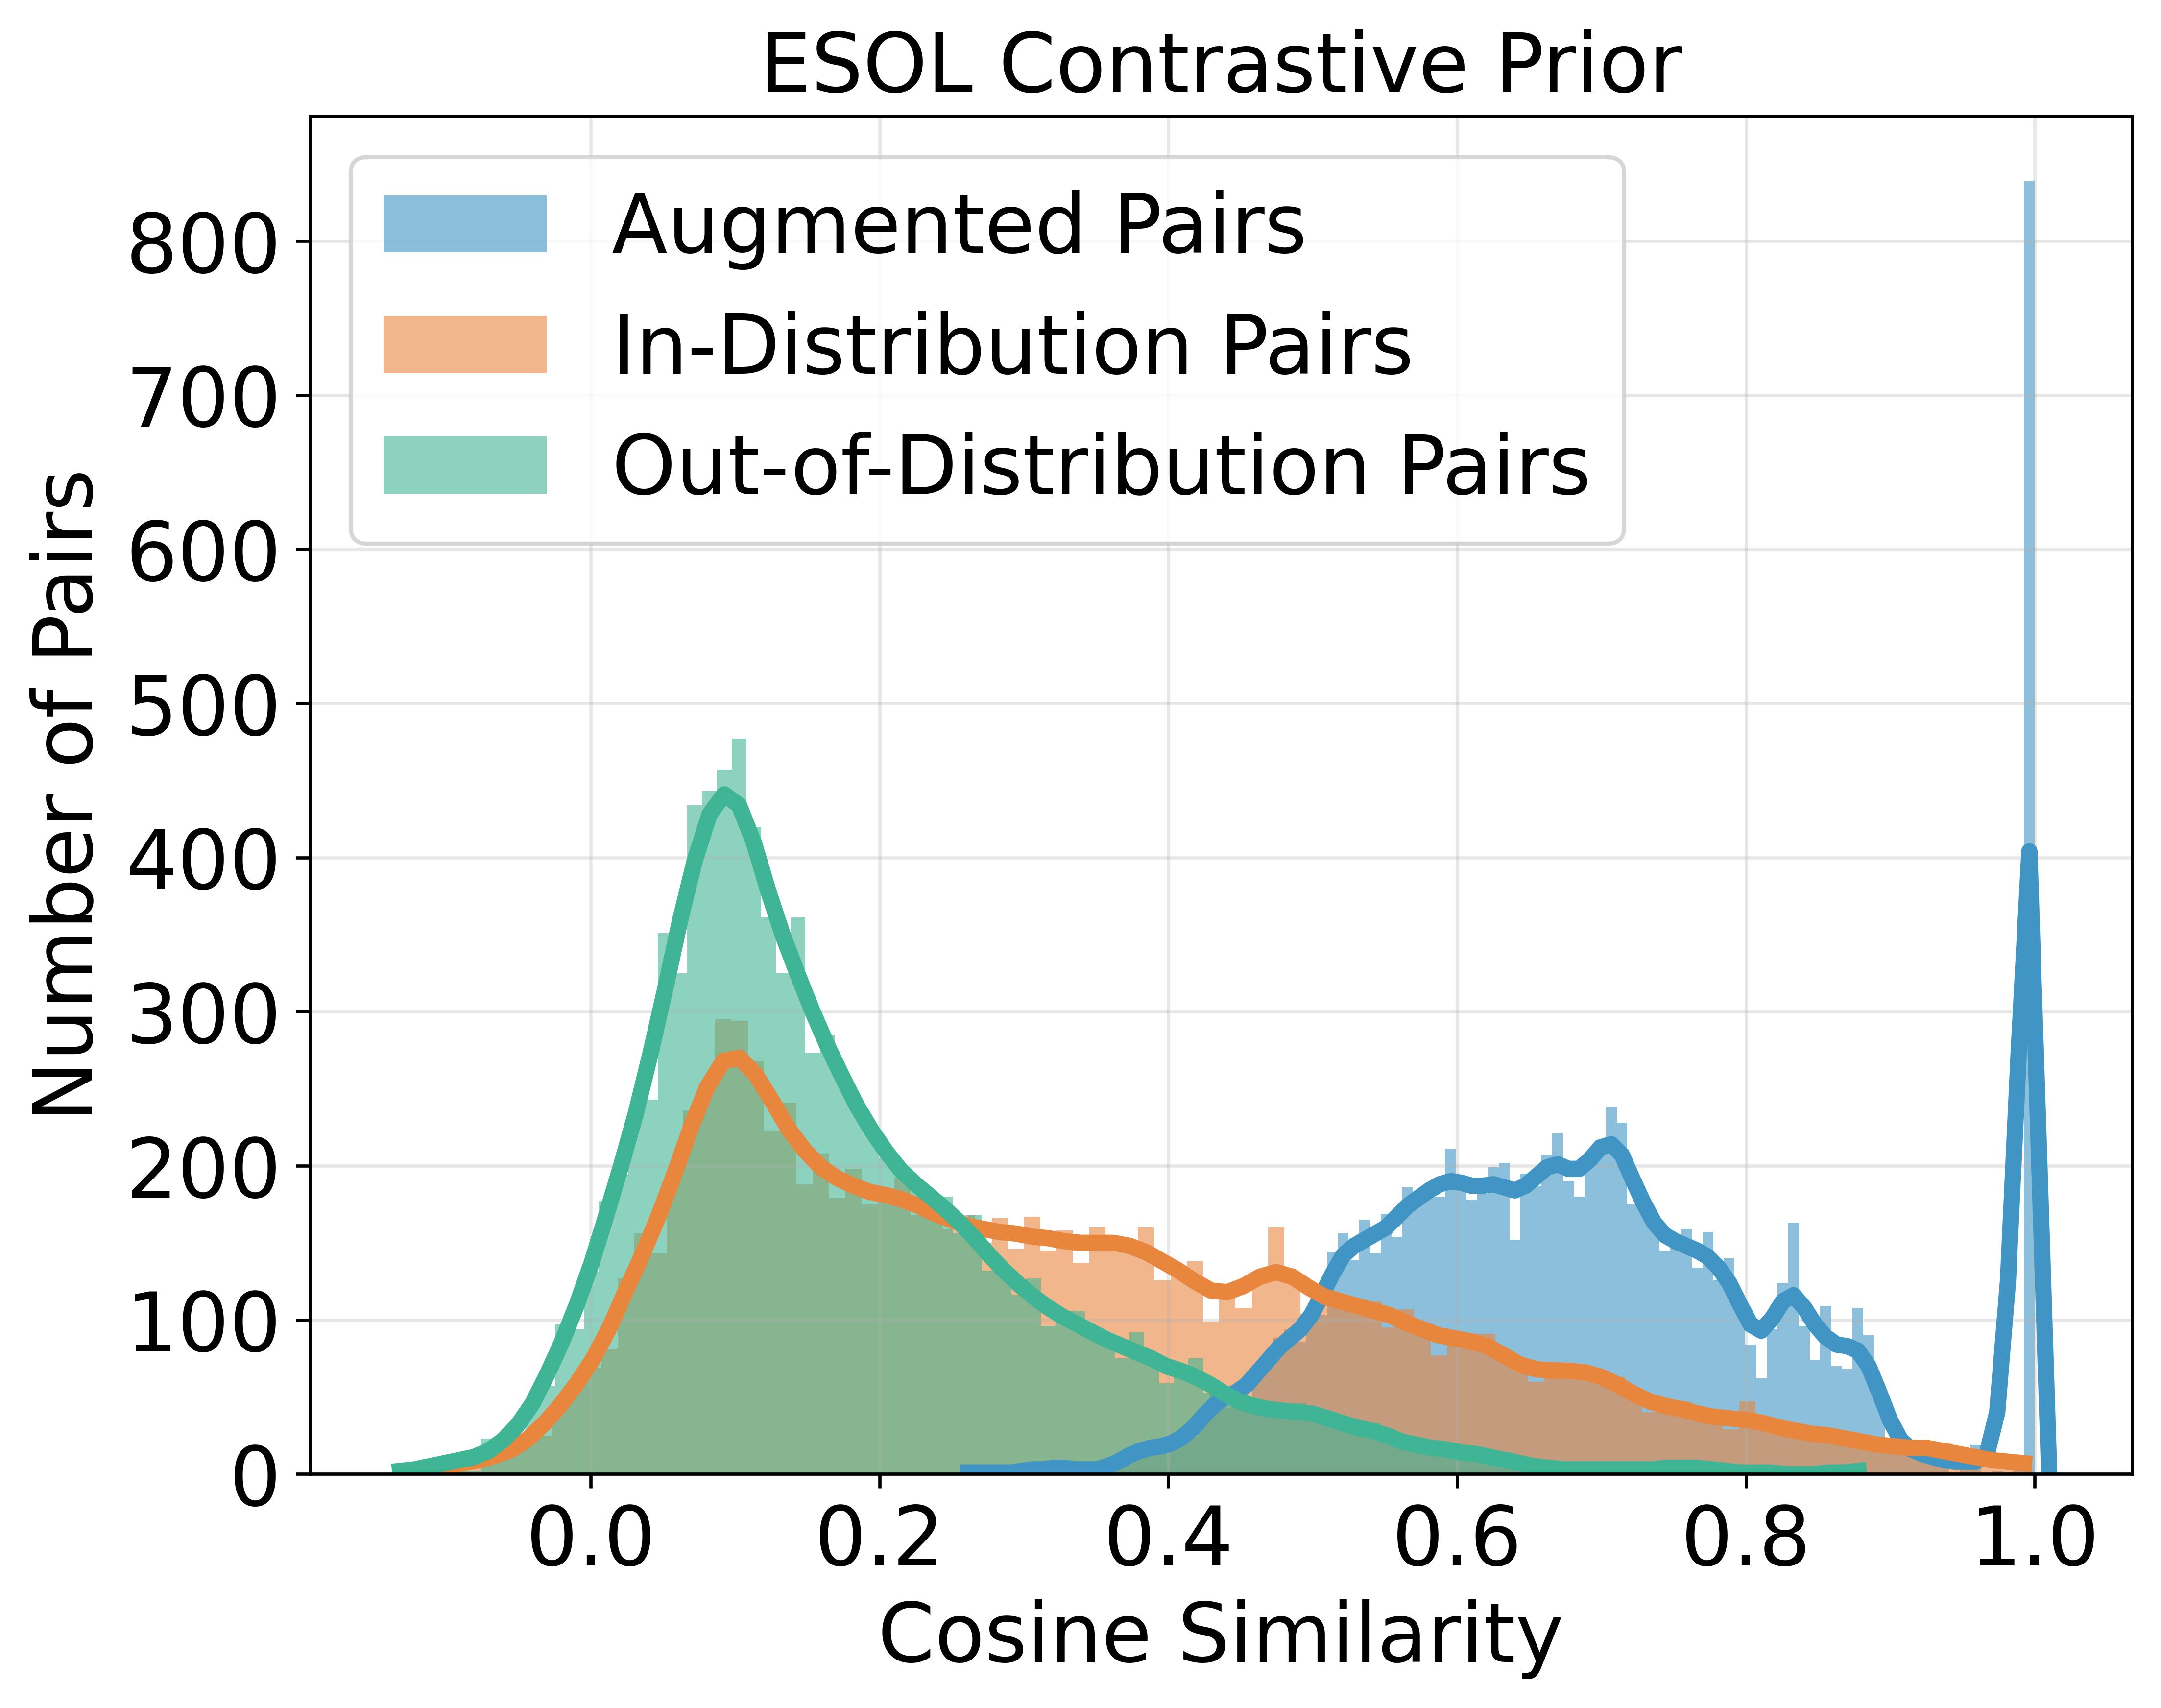 ESOL Contrastive Prior
Augmented Pairs
In-Distribution Pairs
Out-of-Distribution Pairs
Number of Pairs
800
700
600
500
400
300
200
100
0
0.0 0.2 0.4 0.6 0.8 1.0
Cosine Similarity